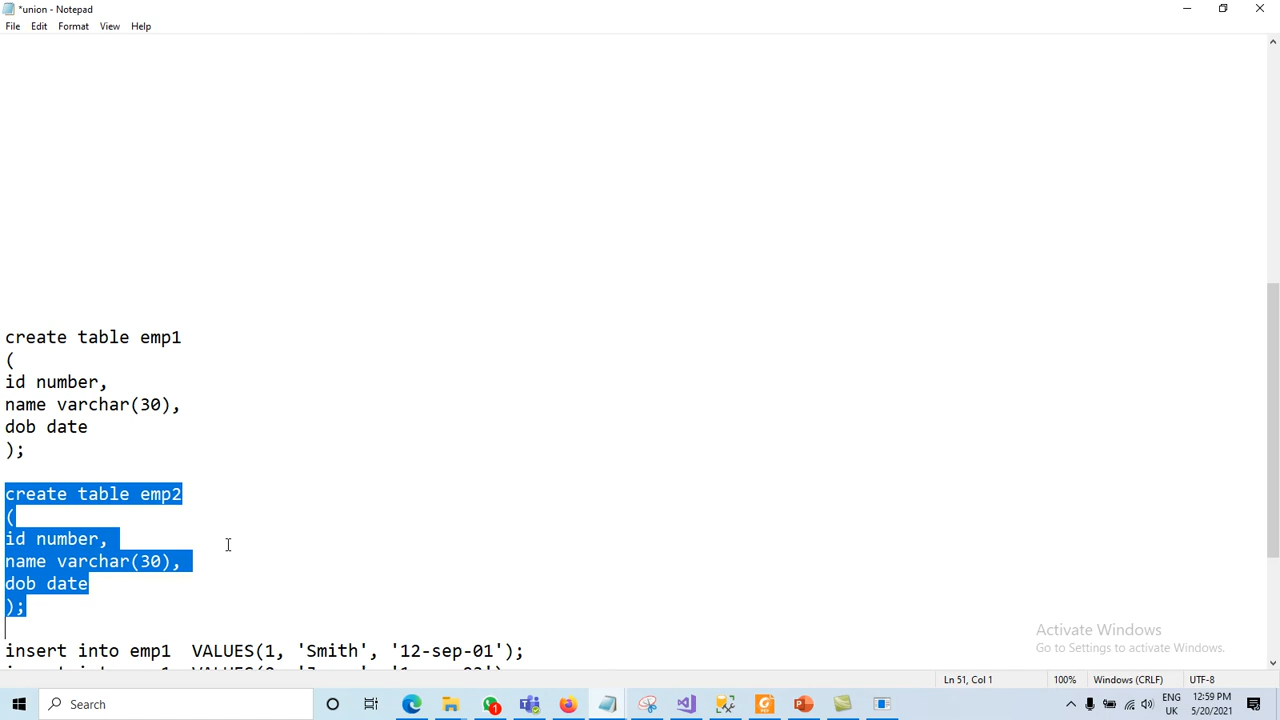 *union - Notepad
File Edit Format View Help
create table emp1
(
id number,
name varchar(30),
dob date
);
create table emp2
(
id number,
name varchar(30),
dob date
);
insert into emp1  VALUES(1, 'Smith', '12-sep-01');
Activate Windows
Go to Settings to activate Windows.
Ln 51, Col 1 100% Windows (CRLF) UTF-8
Search
1
ENG
UK
12:59 PM
5/20/2021